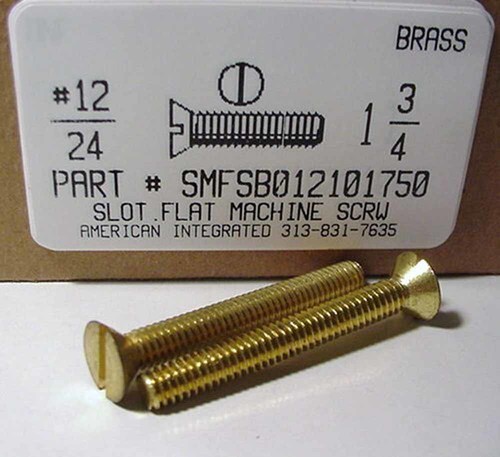 BRASS
#12
24
1 3
4
PART # SMFSB012101750
SLOT.FLAT MACHINE SCRW
AMERICAN INTEGRATED 313-831-7635